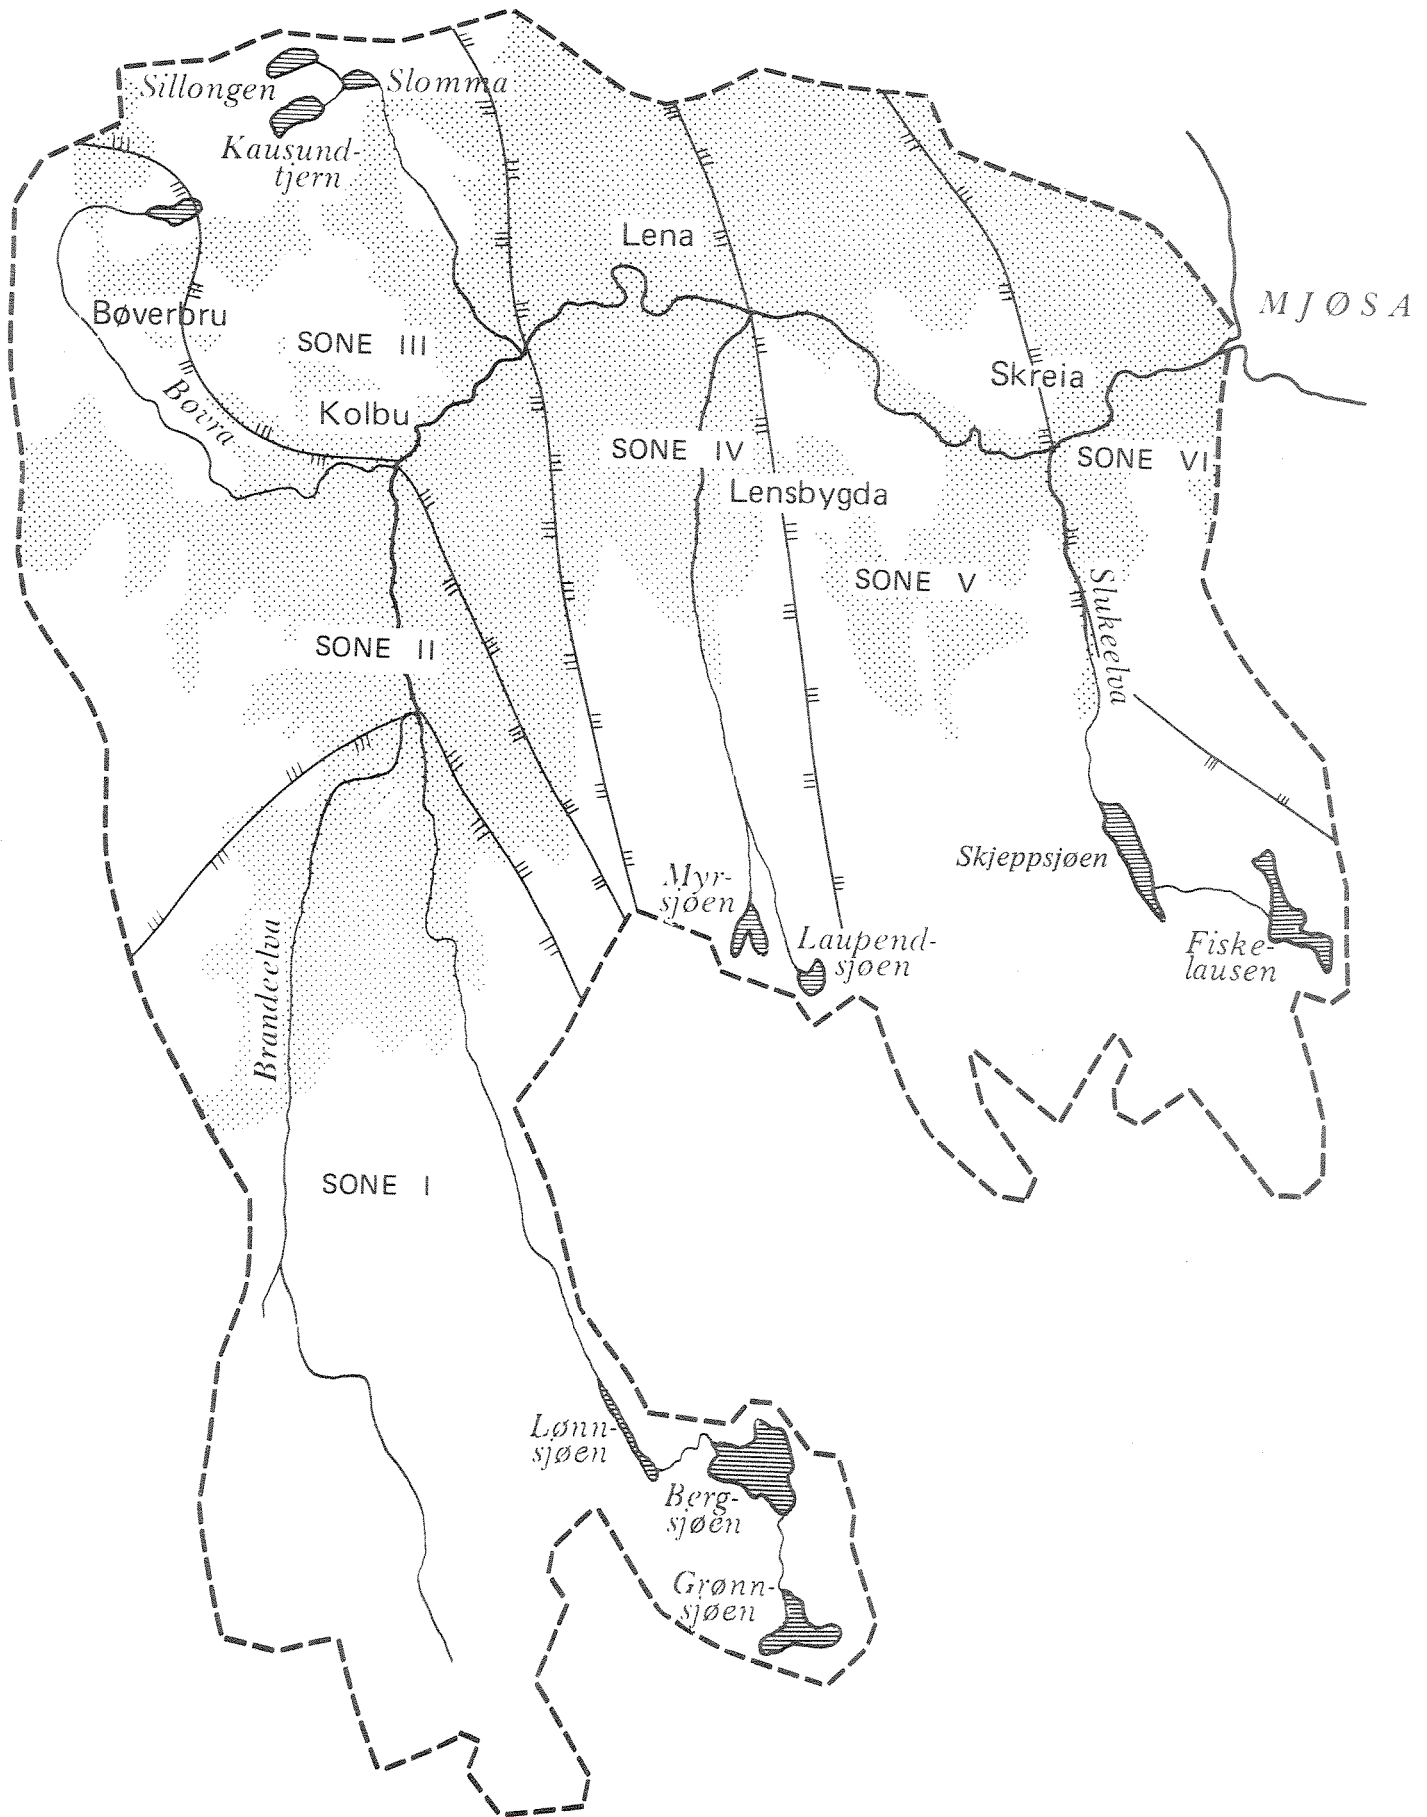 Sillongen
Slomma
Kausund-
tjern
Lena
MJØSA
Bøverbru
SONE III
Skreia
Bøvra
Kolbu
SONE IV
SONE VI
Lensbygda
SONE V
Slukeelva
SONE II
Skjeppsjøen
Myr-
sjøen
Laupend-
sjøen
Fiske-
lausen
Brandeelva
SONE I
Lønn-
sjøen
Berg-
sjøen
Grønn-
sjøen